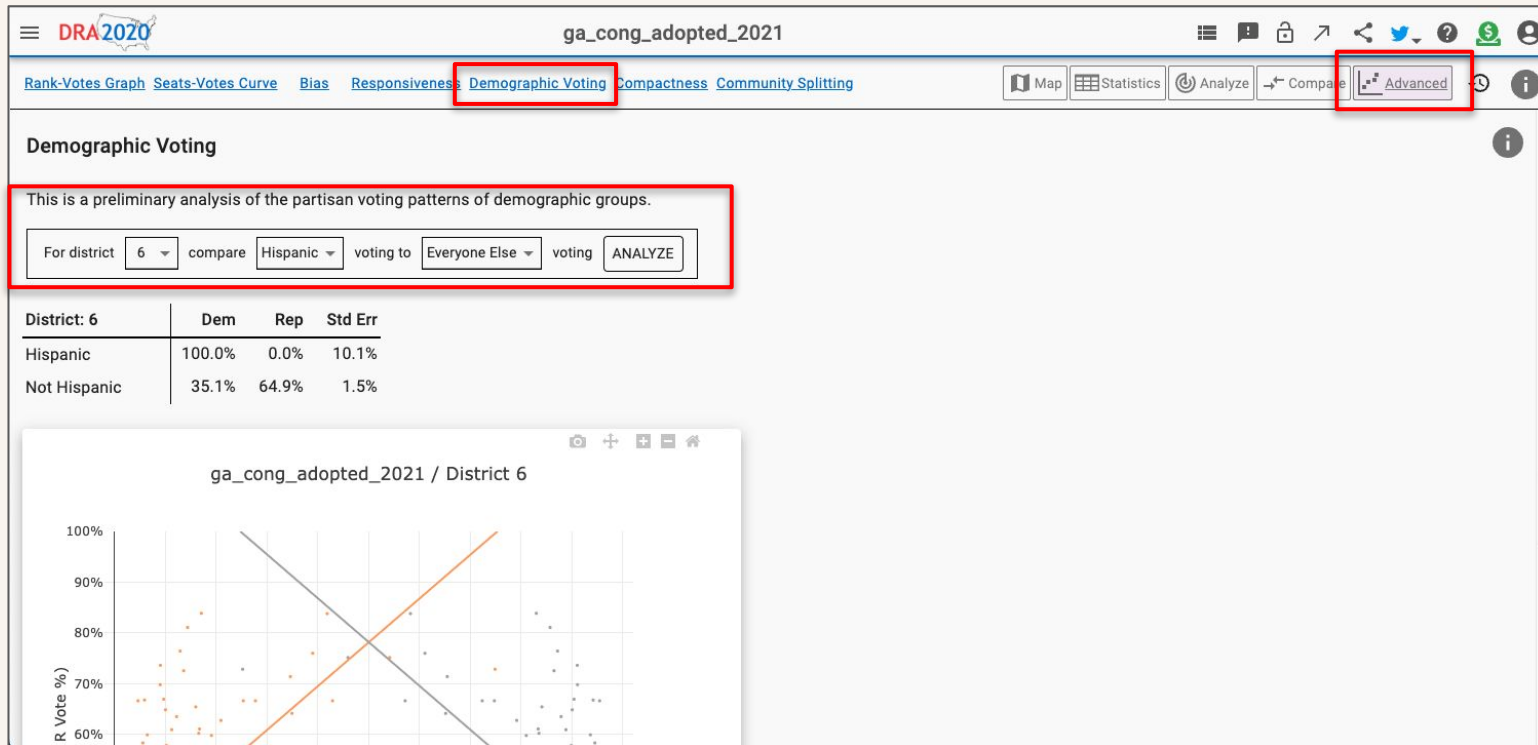 DRA2020
ga_cong_adopted_2021
Rank-Votes Graph Seats-Votes Curve Bias Responsiveness Demographic Voting Compactness Community Splitting
Map Statistics Analyze Compare Advanced
Demographic Voting
This is a preliminary analysis of the partisan voting patterns of demographic groups.
For district 6 compare Hispanic voting to Everyone Else voting ANALYZE
District: 6 Dem Rep Std Err
Hispanic 100.0% 0.0% 10.1%
Not Hispanic 35.1% 64.9% 1.5%
ga_cong_adopted_2021 / District 6
100%
90%
80%
70%
60%
R Vote %)